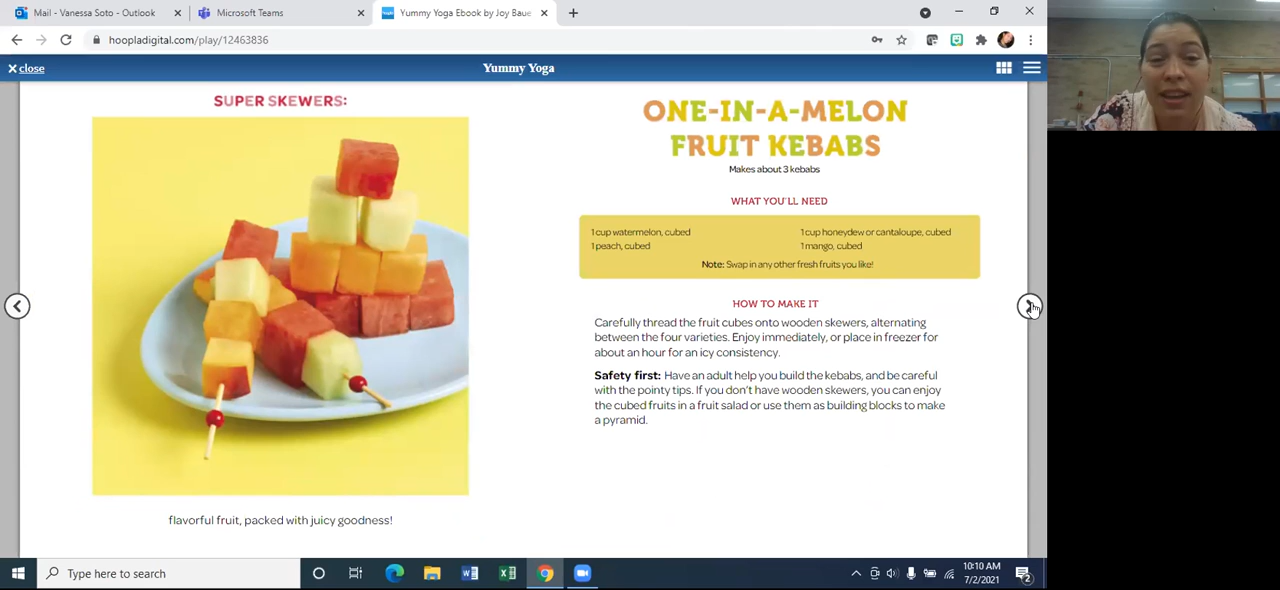 Mail - Vanessa Soto - Outlook
Microsoft Teams
Yummy Yoga Ebook by Joy Baue
hoopladigital.com/play/12463836
close
Yummy Yoga
SUPER SKEWERS:
flavorful fruit, packed with juicy goodness!
ONE-IN-A-MELON
FRUIT KEBABS
Makes about 3 kebabs
WHAT YOU'LL NEED
1 cup watermelon, cubed
1 peach, cubed
1 cup honeydew or cantaloupe, cubed
1 mango, cubed
Note: Swap in any other fresh fruits you like!
HOW TO MAKE IT
Carefully thread the fruit cubes onto wooden skewers, alternating
between the four varieties. Enjoy immediately, or place in freezer for
about an hour for an icy consistency.
Safety first: Have an adult help you build the kebabs, and be careful
with the pointy tips. If you don't have wooden skewers, you can enjoy
the cubed fruits in a fruit salad or use them as building blocks to make
a pyramid.
Type here to search
10:10 AM
7/2/2021
2